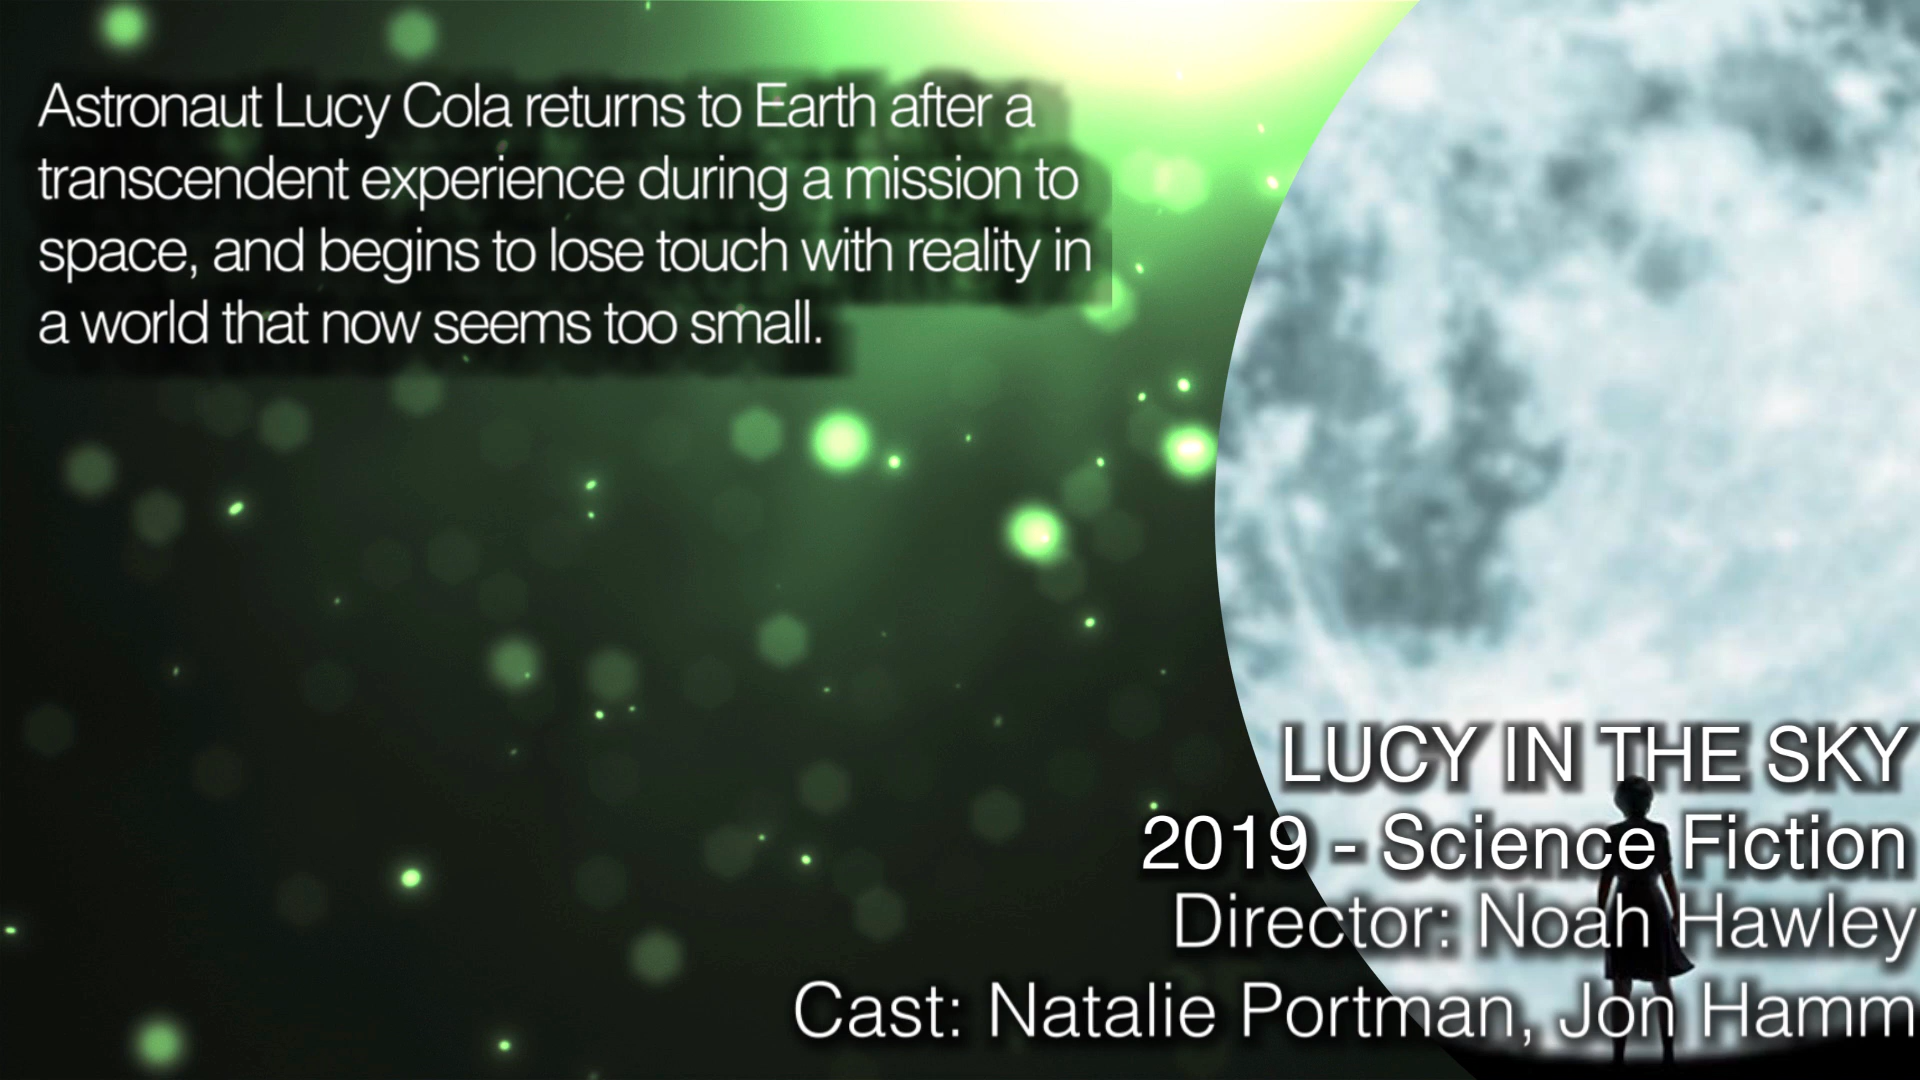 Astronaut Lucy Cola returns to Earth after a
transcendent experience during a mission to
space, and begins to lose touch with reality in
a world that now seems too small.
LUCY IN THE SKY
2019 - Science Fiction
Director: Noah Hawley
Cast: Natalie Portman, Jon Hamm